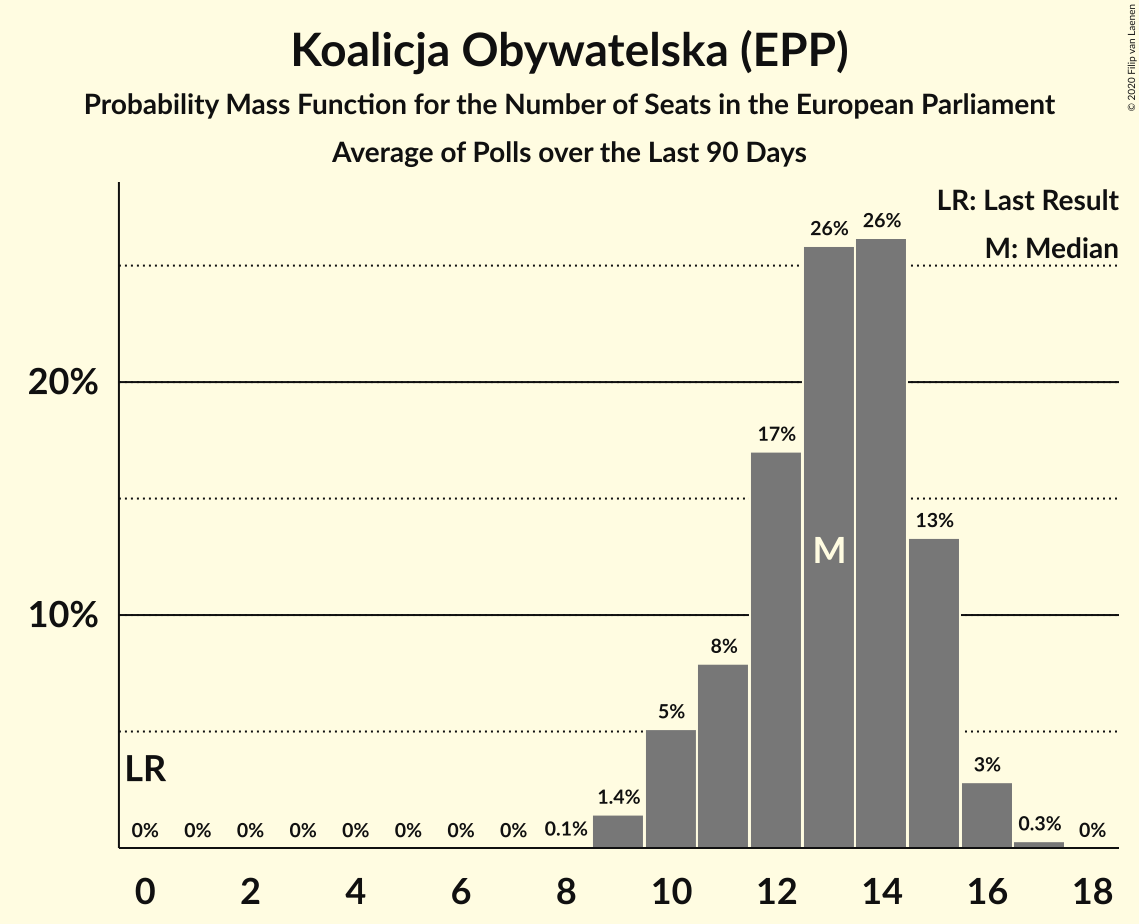 Koalicja Obywatelska (EPP)
Probability Mass Function for the Number of Seats in the European Parliament
Average of Polls over the Last 90 Days
© 2020 Filip van Laenen
LR: Last Result
M: Median
20%
10%
LR
M
0% 0% 0% 0% 0% 0% 0% 0% 0.1% 1.4% 5% 8% 17% 26% 26% 13% 3% 0.3% 0%
0 2 4 6 8 10 12 14 16 18